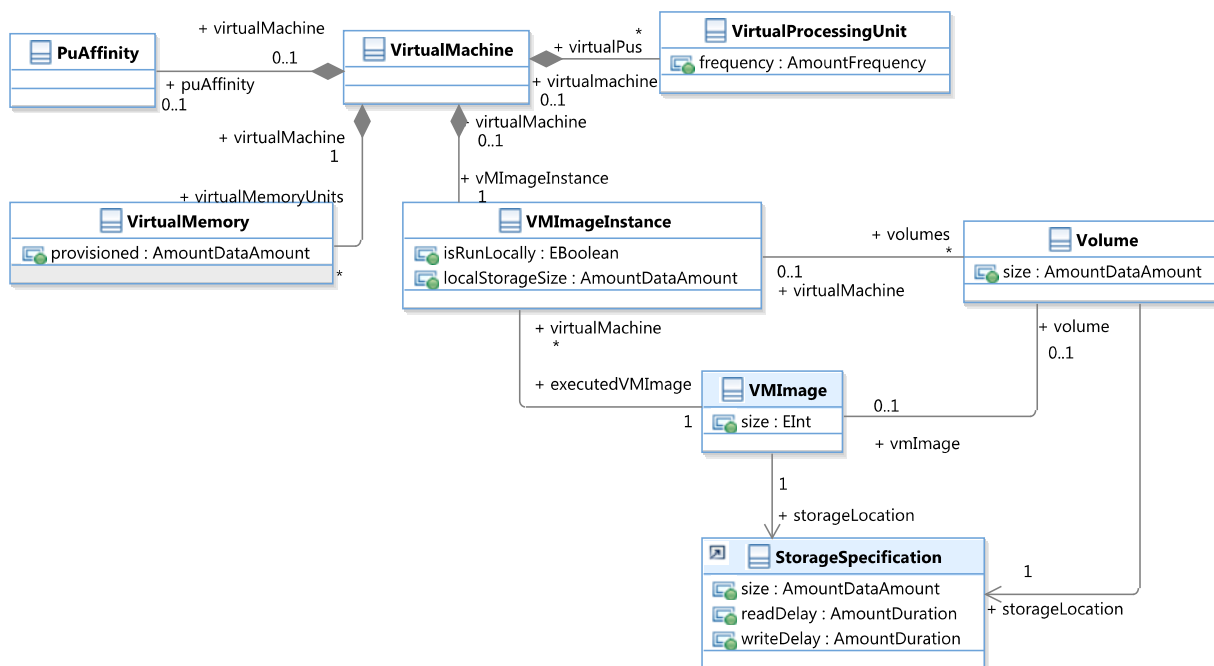 + virtualMachine
0..1
PuAffinity
+ puAffinity
0..1
VirtualMachine
*
+ virtualPus
+ virtualmachine
0..1
VirtualProcessingUnit
frequency : AmountFrequency
+ virtualMachine
1
+ virtualMachine
0..1
+ vMImageInstance
1
+ virtualMemoryUnits
*
VirtualMemory
provisioned : AmountDataAmount
VMImageInstance
isRunLocally : EBoolean
localStorageSize : AmountDataAmount
+ volumes
*
0..1
+ virtualMachine
Volume
size : AmountDataAmount
+ virtualMachine
*
+ executedVMImage
1
+ volume
0..1
VMImage
size : EInt
0..1
+ vmImage
1
+ storageLocation
StorageSpecification
size : AmountDataAmount
readDelay : AmountDuration
writeDelay : AmountDuration
1
+ storageLocation